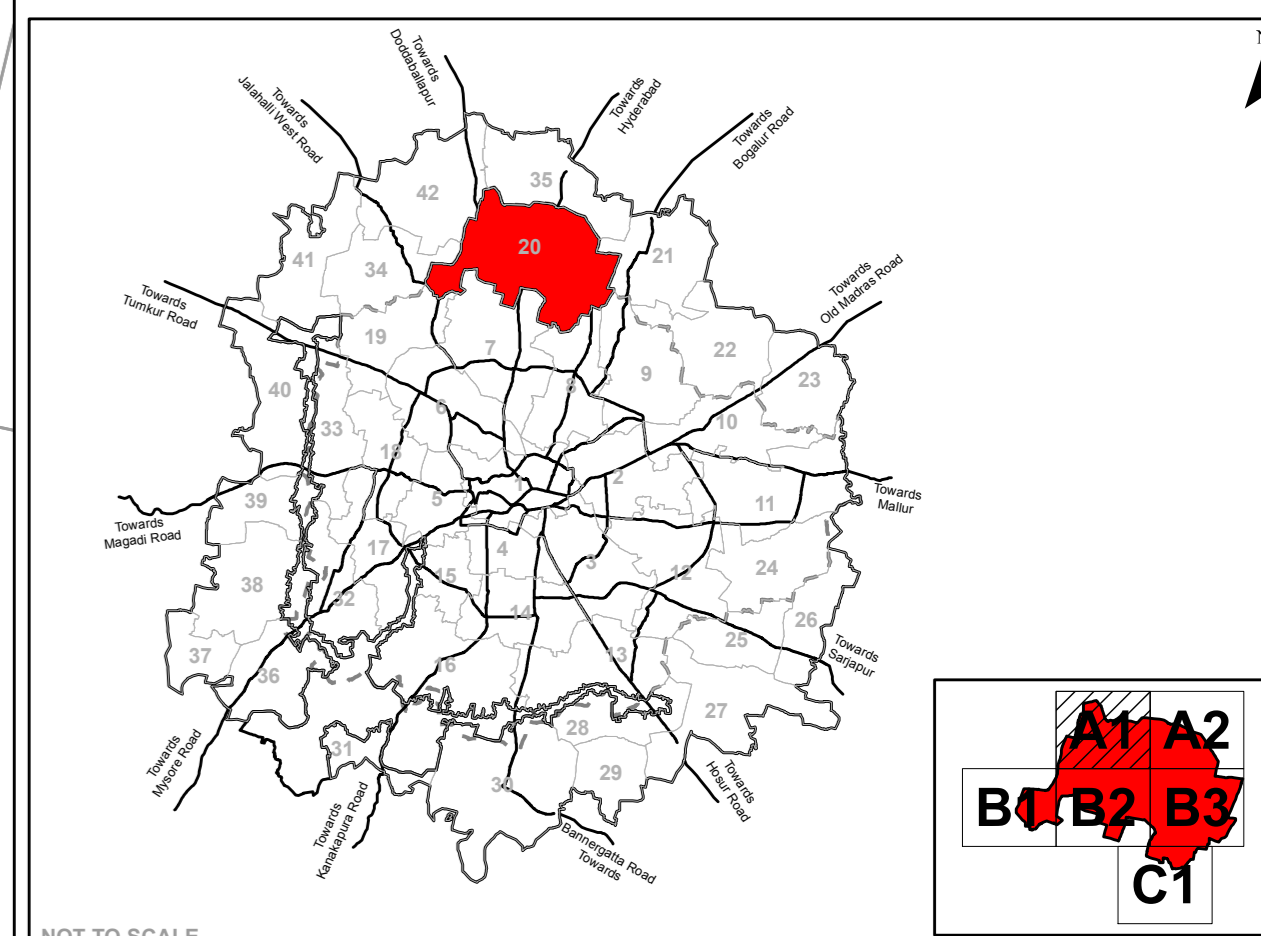 Towards
Doddaballapur
Towards
Jalahalli West Road
Towards
Hyderabad
Towards
Bogalur Road
N
42
35
20
41
34
21
Towards
Tumkur Road
Towards
Old Madras Road
19
7
22
9
23
40
8
6
10
33
18
1
2
5
39
11
Towards
Mallur
Towards
Magadi Road
17
4
3
24
38
15
12
32
14
26
25
Towards
Sarjapur
37
16
13
36
27
28
31
29
30
Towards
Mysore Road
Towards
Kanakapura Road
Bannergatta Road
Towards
Towards
Hosur Road
A1
A2
B1
B2
B3
C1
NOT TO SCALE